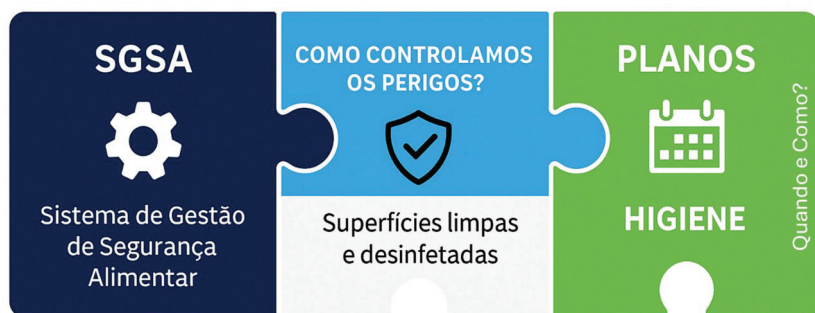 SGSA
Sistema de Gestão
de Segurança
Alimentar
COMO CONTROLAMOS
OS PERIGOS?
Superfícies limpas
e desinfetadas
PLANOS
HIGIENE
Quando e Como?